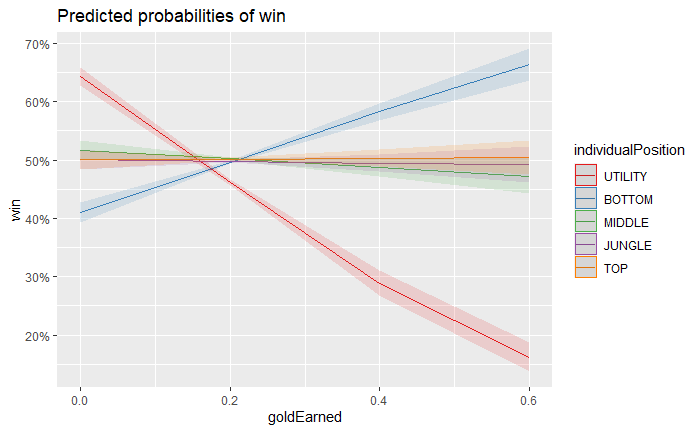 Predicted probabilities of win
70%
60%
50%
40%
30%
20%
win
0.0
0.2
0.4
0.6
goldEarned
individualPosition
UTILITY
BOTTOM
MIDDLE
JUNGLE
TOP